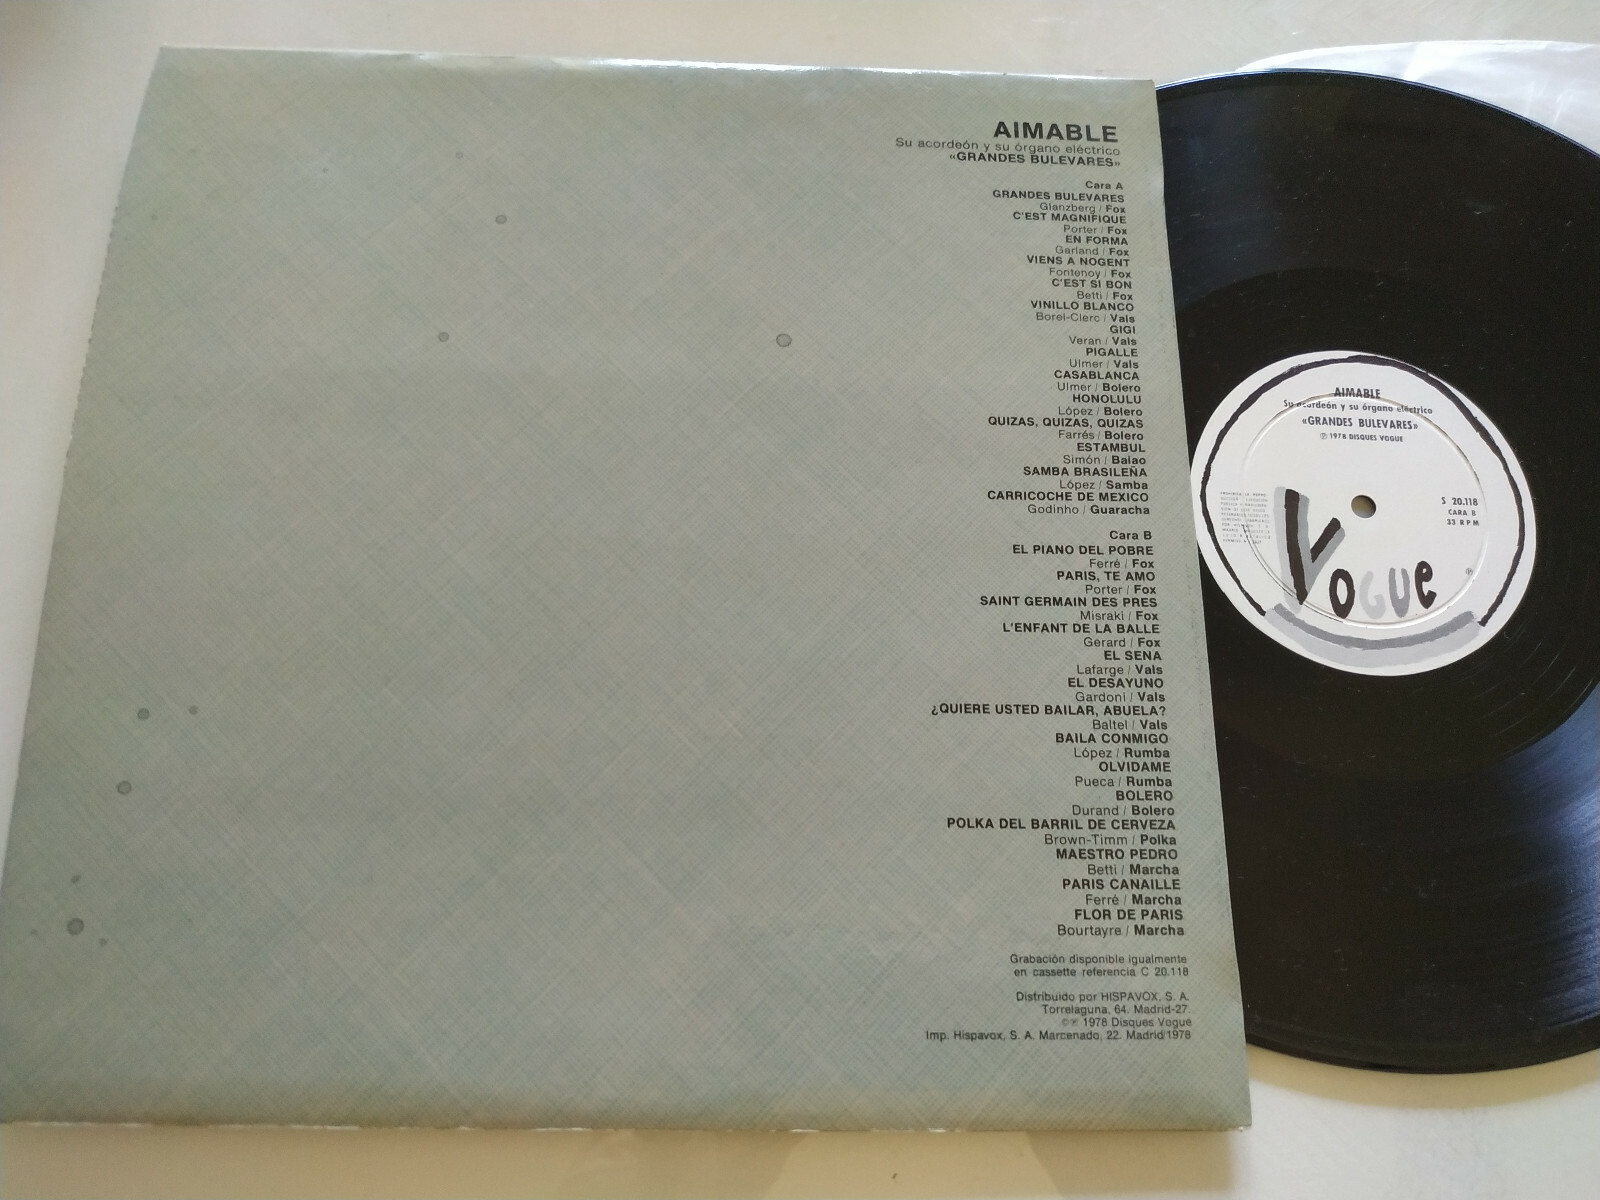 AIMABLE
Su acordeón y su órgano eléctrico
«GRANDES BULEVARES»
Cara A
GRANDES BULEVARES
Glanzberg / Fox
C'EST MAGNIFIQUE
Porter / Fox
EN FORMA
Garland / Fox
VIENS A NOGENT
Fontenoy / Fox
C'EST SI BON
Betti / Fox
VINILLO BLANCO
Borel-Clerc / Vals
GIGI
Veran / Vals
PIGALLE
Ulmer / Vals
CASABLANCA
Ulmer / Bolero
HONOLULU
López / Bolero
QUIZAS, QUIZAS, QUIZAS
Farrés / Bolero
ESTAMBUL
Simón / Baiao
SAMBA BRASILEÑA
López / Samba
CARRICOCHE DE MEXICO
Godinho / Guaracha
Cara B
EL PIANO DEL POBRE
Ferré / Fox
PARIS, TE AMO
Porter / Fox
SAINT GERMAIN DES PRES
Misraki / Fox
L'ENFANT DE LA BALLE
Gerard / Fox
EL SENA
Lafarge / Vals
EL DESAYUNO
Gardoni / Vals
¿QUIERE USTED BAILAR, ABUELA?
Baltel / Vals
BAILA CONMIGO
López / Rumba
OLVIDAME
Pueca / Rumba
BOLERO
Durand / Bolero
POLKA DEL BARRIL DE CERVEZA
Brown-Timm / Polka
MAESTRO PEDRO
Betti / Marcha
PARIS CANAILLE
Ferré / Marcha
FLOR DE PARIS
Bourtayre / Marcha
Grabación disponible igualmente
en cassette referencia C 20.118
Distribuido por HISPAVOX, S. A.
Torrelaguna, 64. Madrid-27
©℗ 1978 Disques Vogue
Imp. Hispavox, S. A. Marcenado, 22. Madrid/1978
AIMABLE
Su acordeón y su órgano eléctrico
«GRANDES BULEVARES»
℗ 1978 DISQUES VOGUE
S 20.118
CARA B
33 RPM
VOGUE